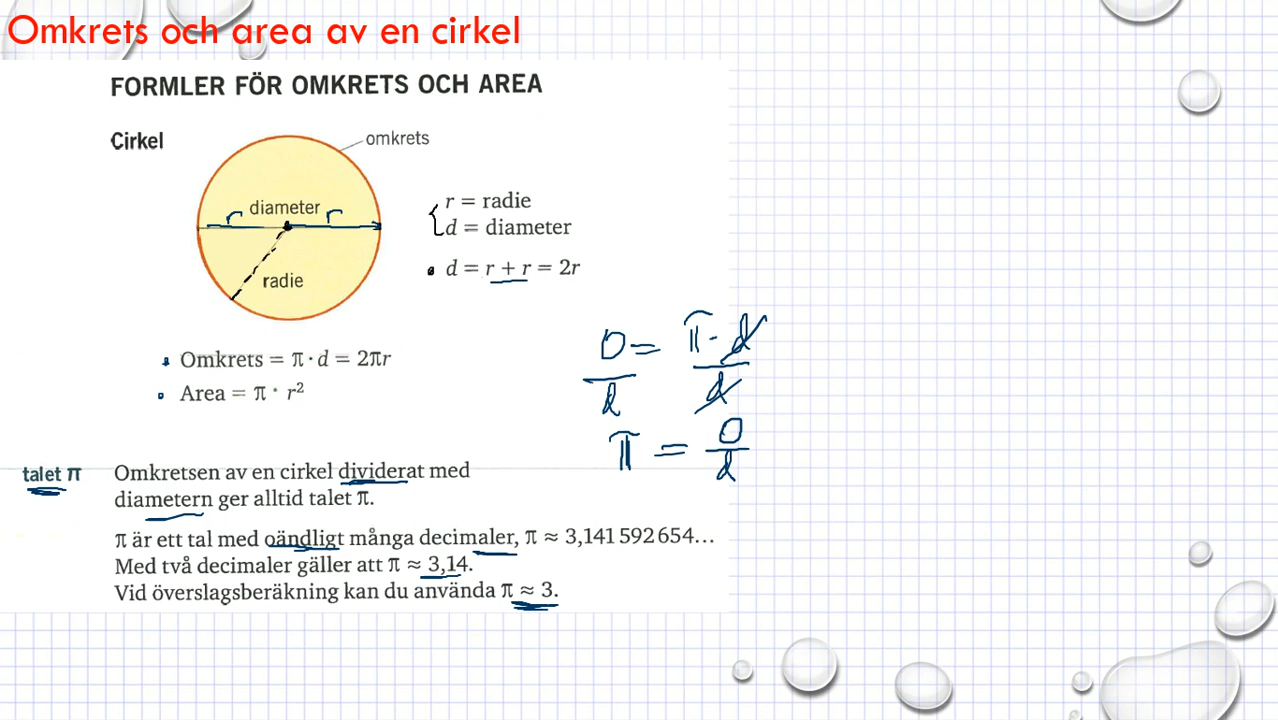 Omkrets och area av en cirkel
FORMLER FÖR OMKRETS OCH AREA
Cirkel
omkrets
diameter
r
r
radie
r = radie
d = diameter
d = r + r = 2r
Omkrets = π · d = 2πr
Area = π · r²
O/d = π · d/d
π = O/d
talet π
Omkretsen av en cirkel dividerat med
diametern ger alltid talet π.
π är ett tal med oändligt många decimaler, π ≈ 3,141 592 654...
Med två decimaler gäller att π ≈ 3,14.
Vid överslagsberäkning kan du använda π ≈ 3.